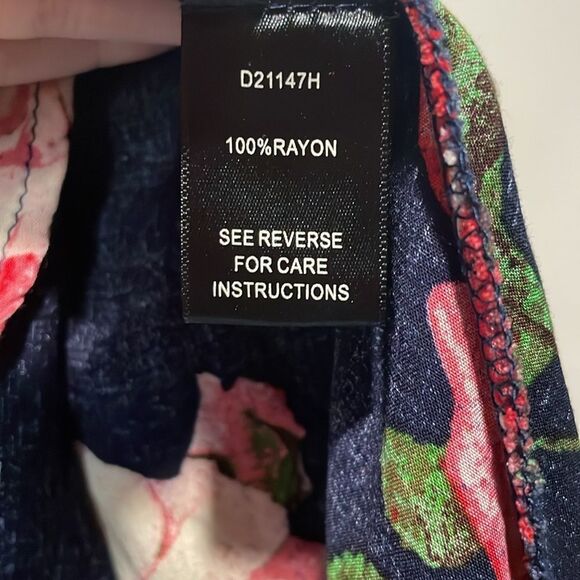 D21147H
100%RAYON
SEE REVERSE
FOR CARE
INSTRUCTIONS